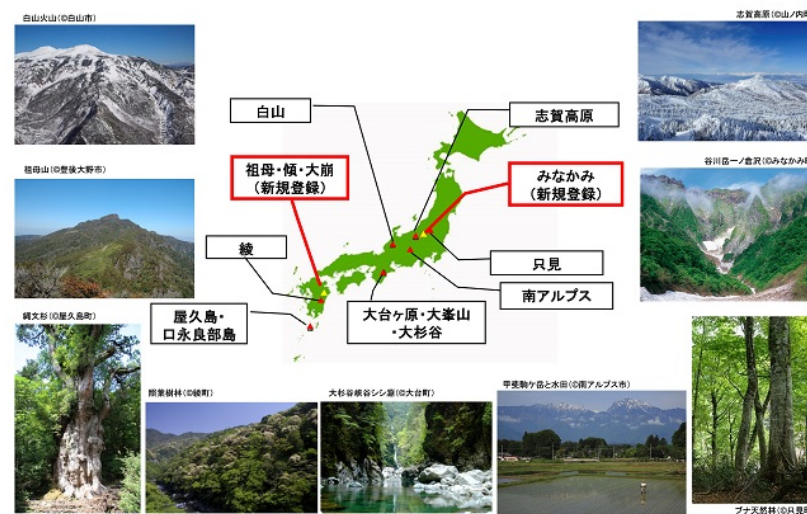 白山火山(©白山市)
志賀高原(©山ノ内町
白山
志賀高原
祖母山(©豊後大野市)
祖母・傾・大崩
(新規登録)
みなかみ
(新規登録)
谷川岳一ノ倉沢(©みなかみ町
綾
只見
南アルプス
屋久島・
口永良部島
大台ヶ原・大峯山
・大杉谷
縄文杉(©屋久島町)
照葉樹林(©綾町)
大杉谷峡谷シシ淵(©大台町)
甲斐駒ケ岳と水田(©南アルプス市)
ブナ天然林(©只見町